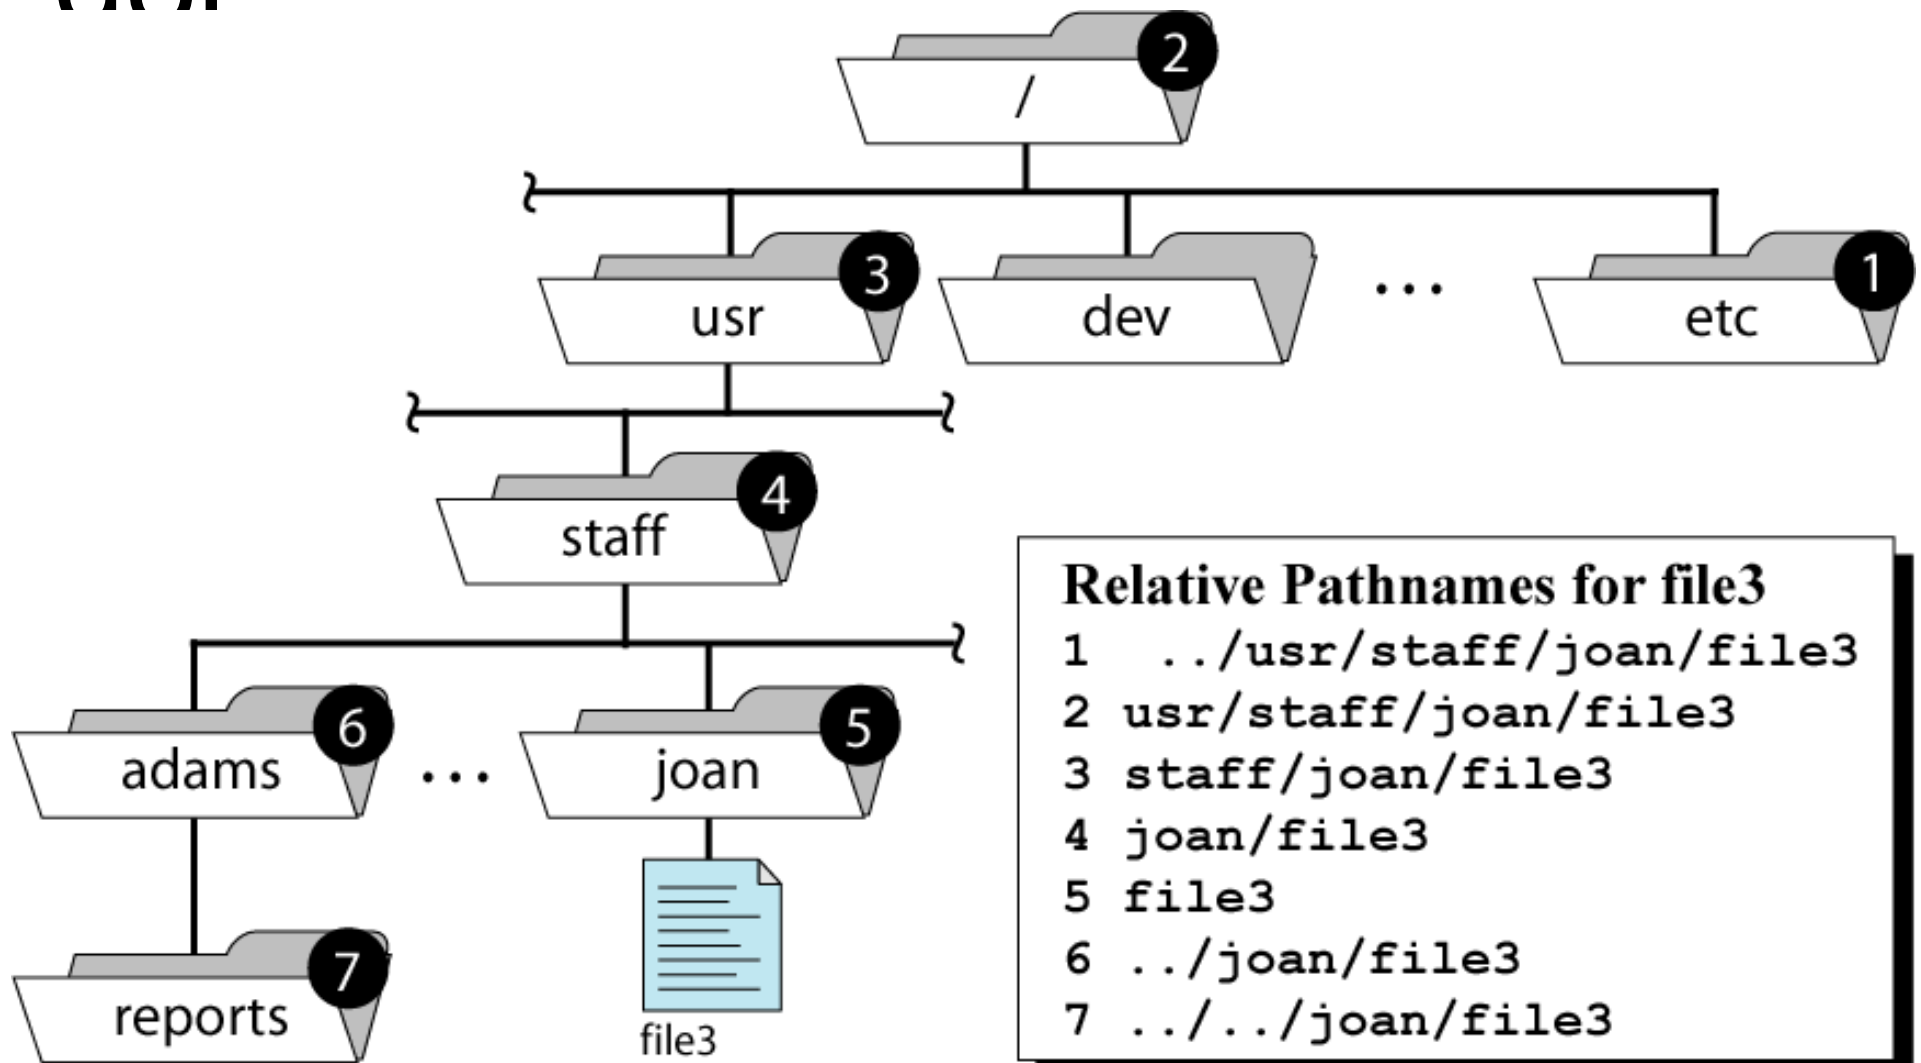 2
/
3
usr
dev
...
1
etc
4
staff
6
adams
...
5
joan
7
reports
file3
Relative Pathnames for file3
1 ../usr/staff/joan/file3
2 usr/staff/joan/file3
3 staff/joan/file3
4 joan/file3
5 file3
6 ../joan/file3
7 ../../joan/file3